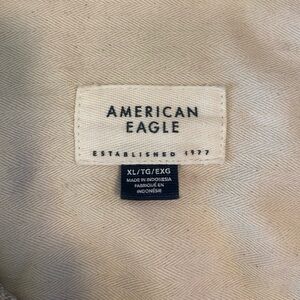 AMERICAN
EAGLE
ESTABLISHED 1977
XL/TG/EXG
MADE IN INDONESIA
FABRIQUÉ EN
INDONÉSIE